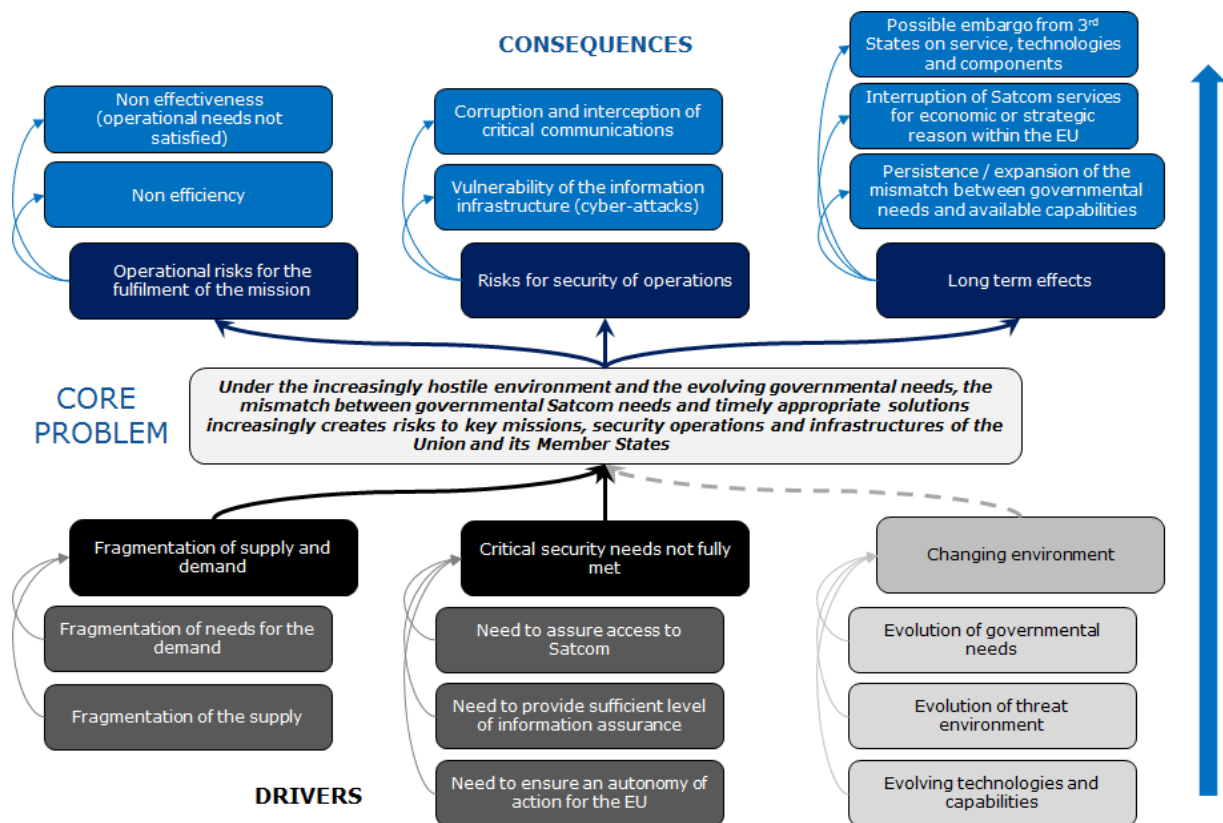 CONSEQUENCES
Possible embargo from 3rd
States on service, technologies
and components
Non effectiveness
(operational needs not
satisfied)
Corruption and interception of
critical communications
Interruption of Satcom services
for economic or strategic
reason within the EU
Non efficiency
Vulnerability of the information
infrastructure (cyber-attacks)
Persistence / expansion of the
mismatch between governmental
needs and available capabilities
Operational risks for the
fulfilment of the mission
Risks for security of operations
Long term effects
CORE
PROBLEM
Under the increasingly hostile environment and the evolving governmental needs, the
mismatch between governmental Satcom needs and timely appropriate solutions
increasingly creates risks to key missions, security operations and infrastructures of the
Union and its Member States
Fragmentation of supply and
demand
Critical security needs not fully
met
Changing environment
Fragmentation of needs for the
demand
Need to assure access to
Satcom
Evolution of governmental
needs
Fragmentation of the supply
Need to provide sufficient level
of information assurance
Evolution of threat
environment
DRIVERS
Need to ensure an autonomy of
action for the EU
Evolving technologies and
capabilities